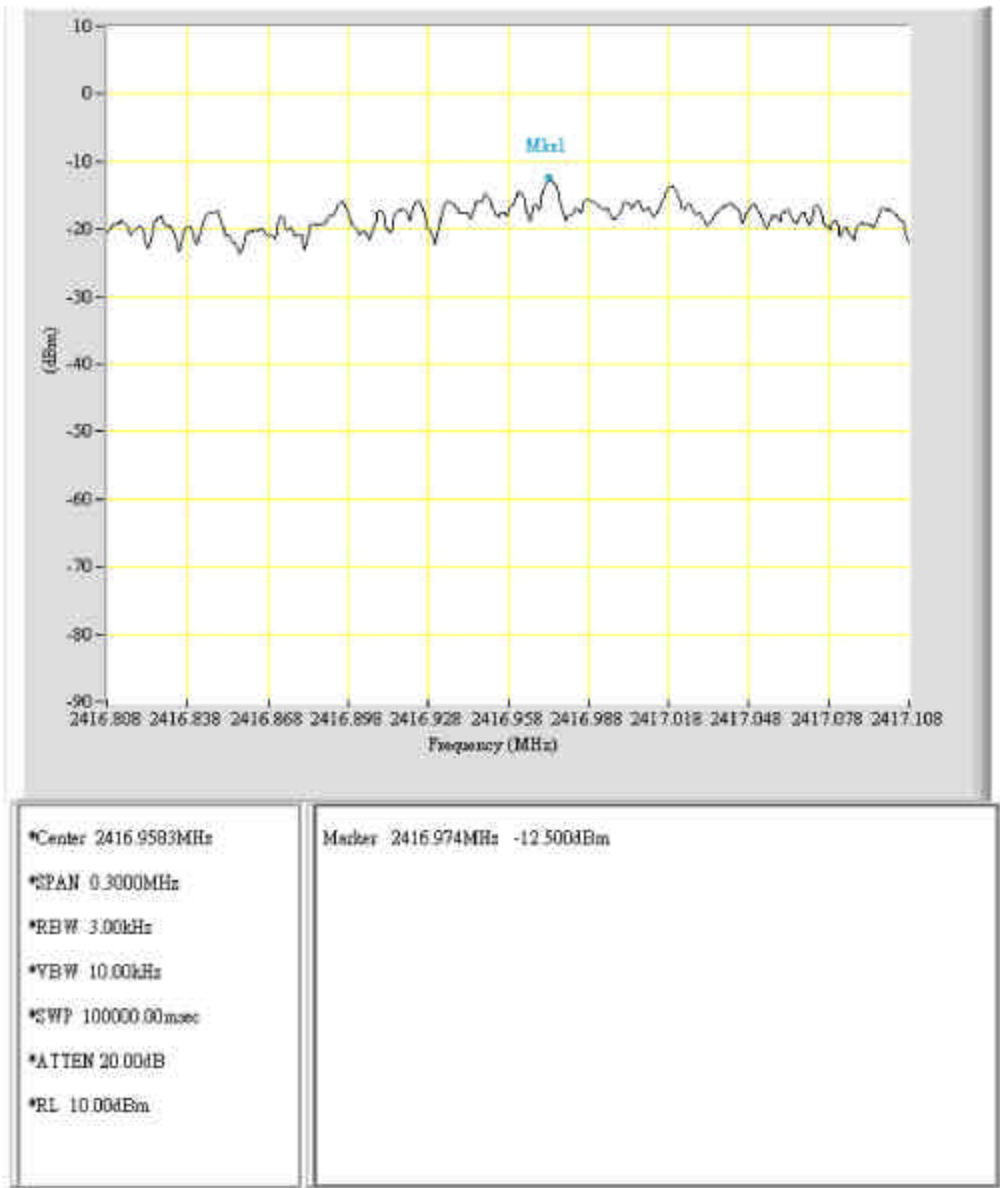 10
0
-10
-20
-30
-40
-50
-60
-70
-80
-90
(dBm)
Mkr1
2416.808 2416.838 2416.868 2416.898 2416.928 2416.958 2416.988 2417.018 2417.048 2417.078 2417.108
Frequency (MHz)
*Center 2416.9583MHz
*SPAN 0.3000MHz
*RBW 3.00kHz
*VBW 10.00kHz
*SWP 100000.00msec
*ATTEN 20.00dB
*RL 10.00dBm
Marker 2416.974MHz -12.500dBm